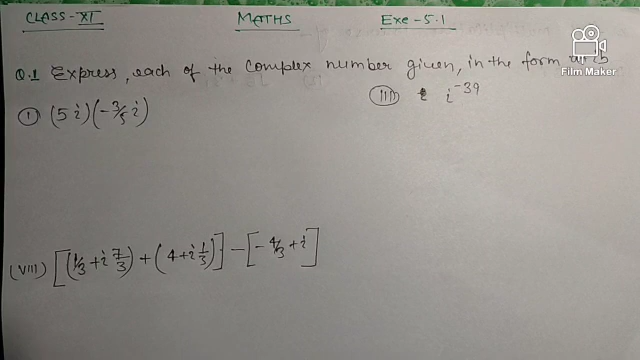 CLASS-XI MATHS Exe-5.1
Q.1 Express, each of the complex number given, in the form
Film Maker
(I) (5i)(-3/5 i)
(III) i^-39
(VIII) [(1/3 + i 7/3) + (4 + i 1/3)] - [-4/3 + i]